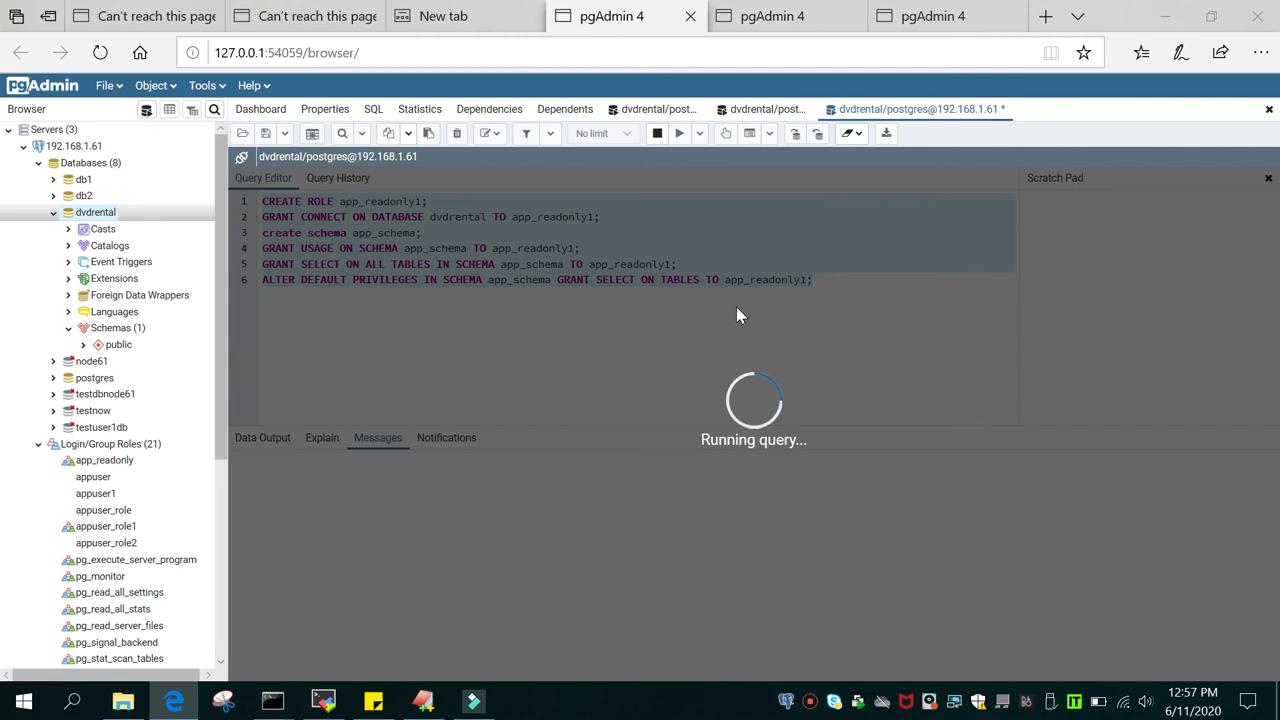 Can't reach this page
Can't reach this page
New tab
pgAdmin 4
pgAdmin 4
pgAdmin 4
127.0.0.1:54059/browser/
pgAdmin File Object Tools Help
Browser
Dashboard Properties SQL Statistics Dependencies Dependents dvdrental/post... dvdrental/post... dvdrental/postgres@192.168.1.61 *
No limit
dvdrental/postgres@192.168.1.61
Query Editor Query History
Scratch Pad
1 CREATE ROLE app_readonly1;
2 GRANT CONNECT ON DATABASE dvdrental TO app_readonly1;
3 create schema app_schema;
4 GRANT USAGE ON SCHEMA app_schema TO app_readonly1;
5 GRANT SELECT ON ALL TABLES IN SCHEMA app_schema TO app_readonly1;
6 ALTER DEFAULT PRIVILEGES IN SCHEMA app_schema GRANT SELECT ON TABLES TO app_readonly1;
Running query...
Data Output Explain Messages Notifications
Servers (3)
192.168.1.61
Databases (8)
db1
db2
dvdrental
Casts
Catalogs
Event Triggers
Extensions
Foreign Data Wrappers
Languages
Schemas (1)
public
node61
postgres
testdbnode61
testnow
testuser1db
Login/Group Roles (21)
app_readonly
appuser
appuser1
appuser_role
appuser_role1
appuser_role2
pg_execute_server_program
pg_monitor
pg_read_all_settings
pg_read_all_stats
pg_read_server_files
pg_signal_backend
pg_stat_scan_tables
12:57 PM
6/11/2020